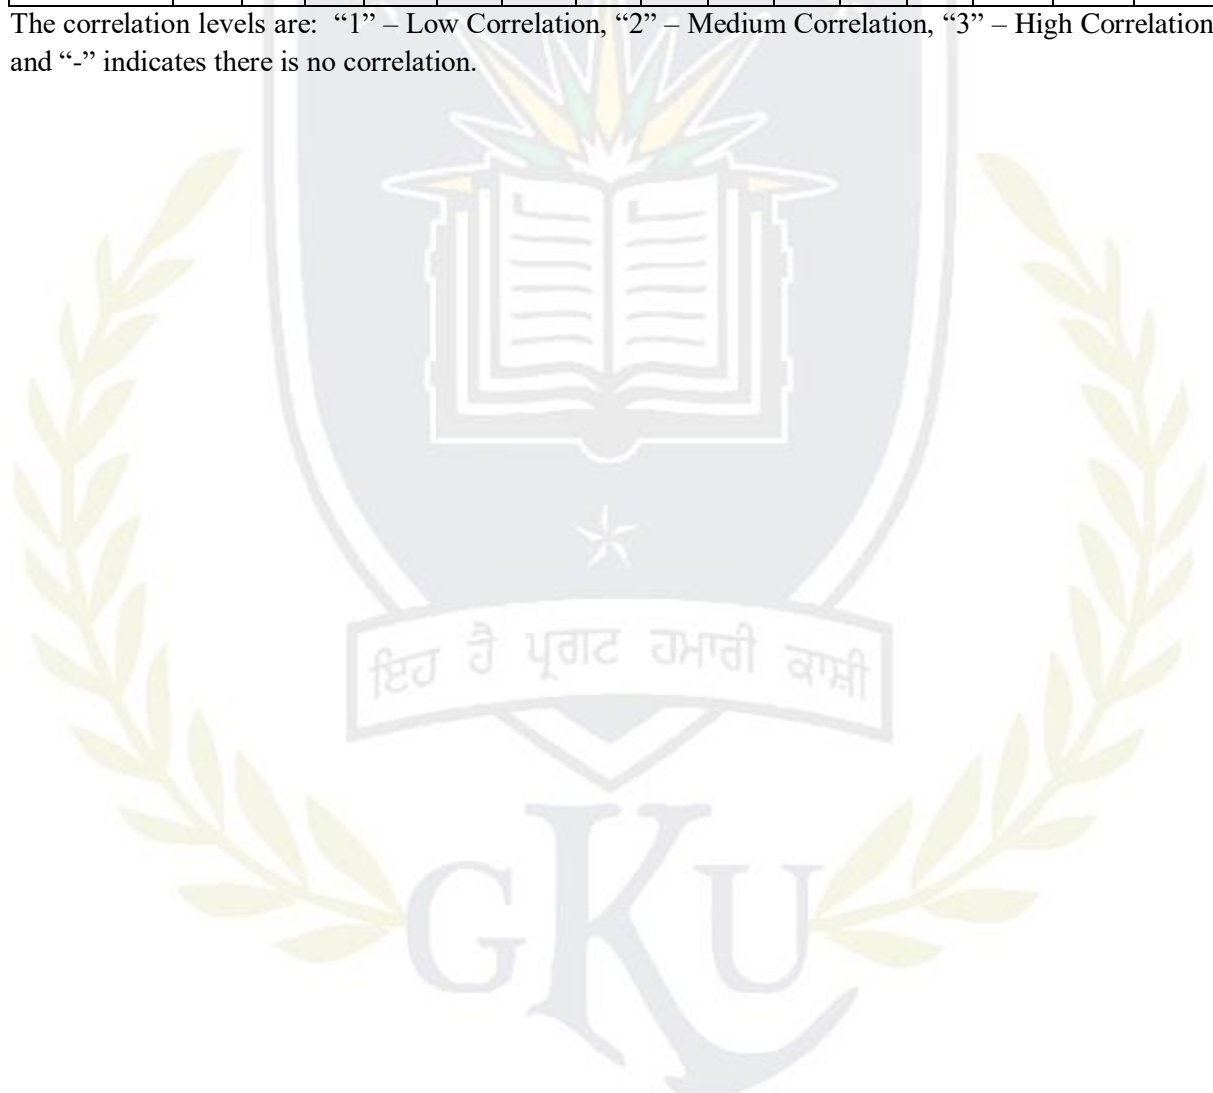 The correlation levels are: “1” – Low Correlation, “2” – Medium Correlation, “3” – High Correlation
and “-” indicates there is no correlation.
ਇਹ ਹੈ ਪ੍ਰਗਟ ਹਮਾਰੀ ਕਾਸ਼ੀ
GKU